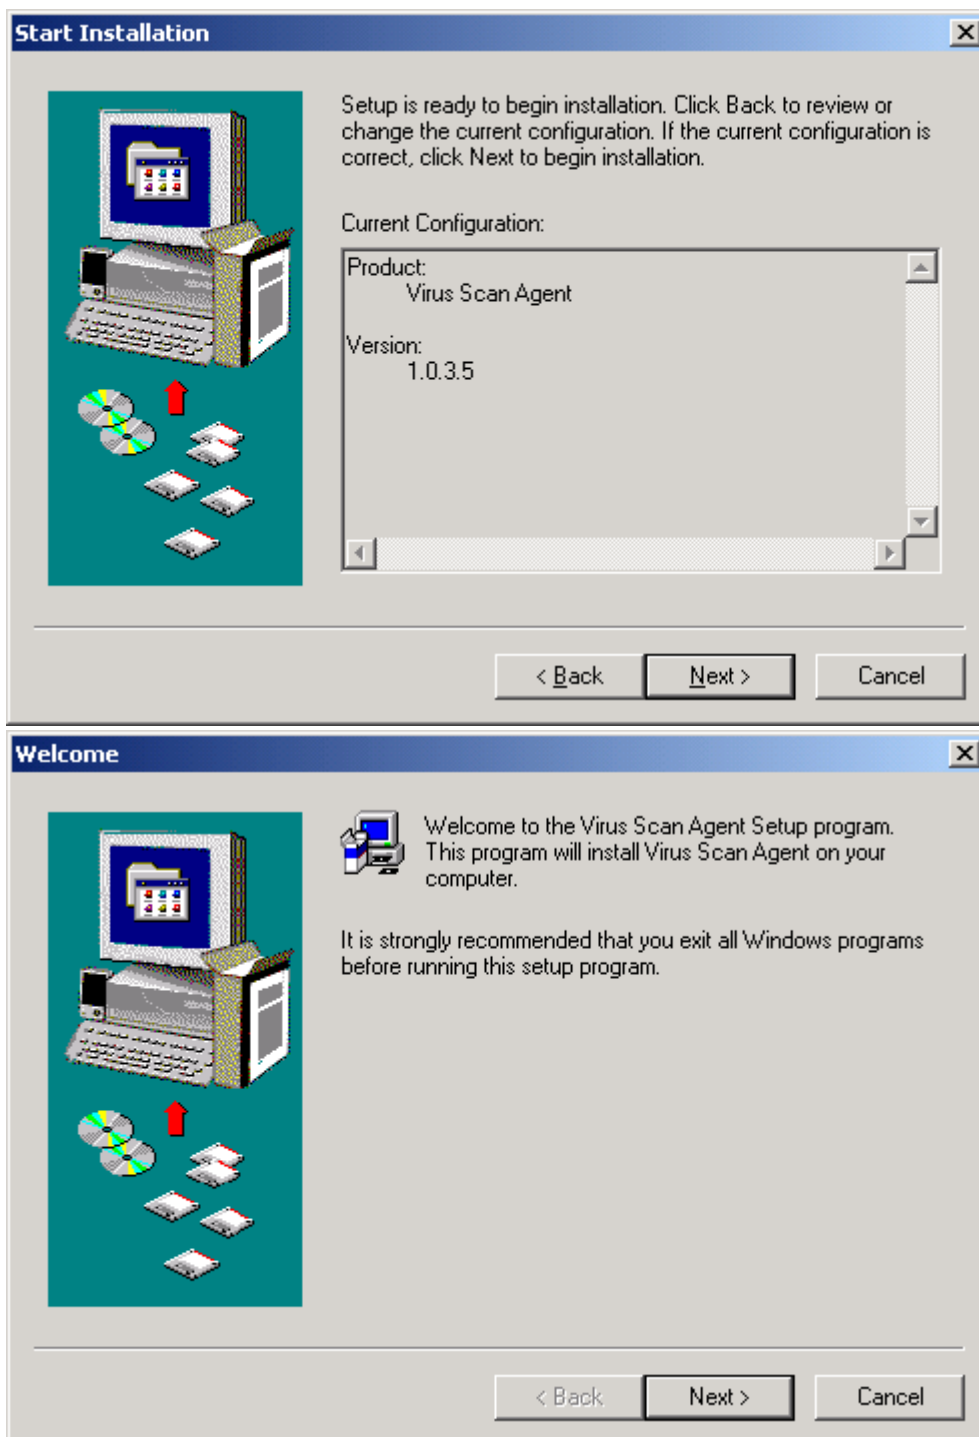 Start Installation
Setup is ready to begin installation. Click Back to review or
change the current configuration. If the current configuration is
correct, click Next to begin installation.
Current Configuration:
Product:
Virus Scan Agent
Version:
1.0.3.5
< Back
Next >
Cancel
Welcome
Welcome to the Virus Scan Agent Setup program.
This program will install Virus Scan Agent on your
computer.
It is strongly recommended that you exit all Windows programs
before running this setup program.
< Back
Next >
Cancel